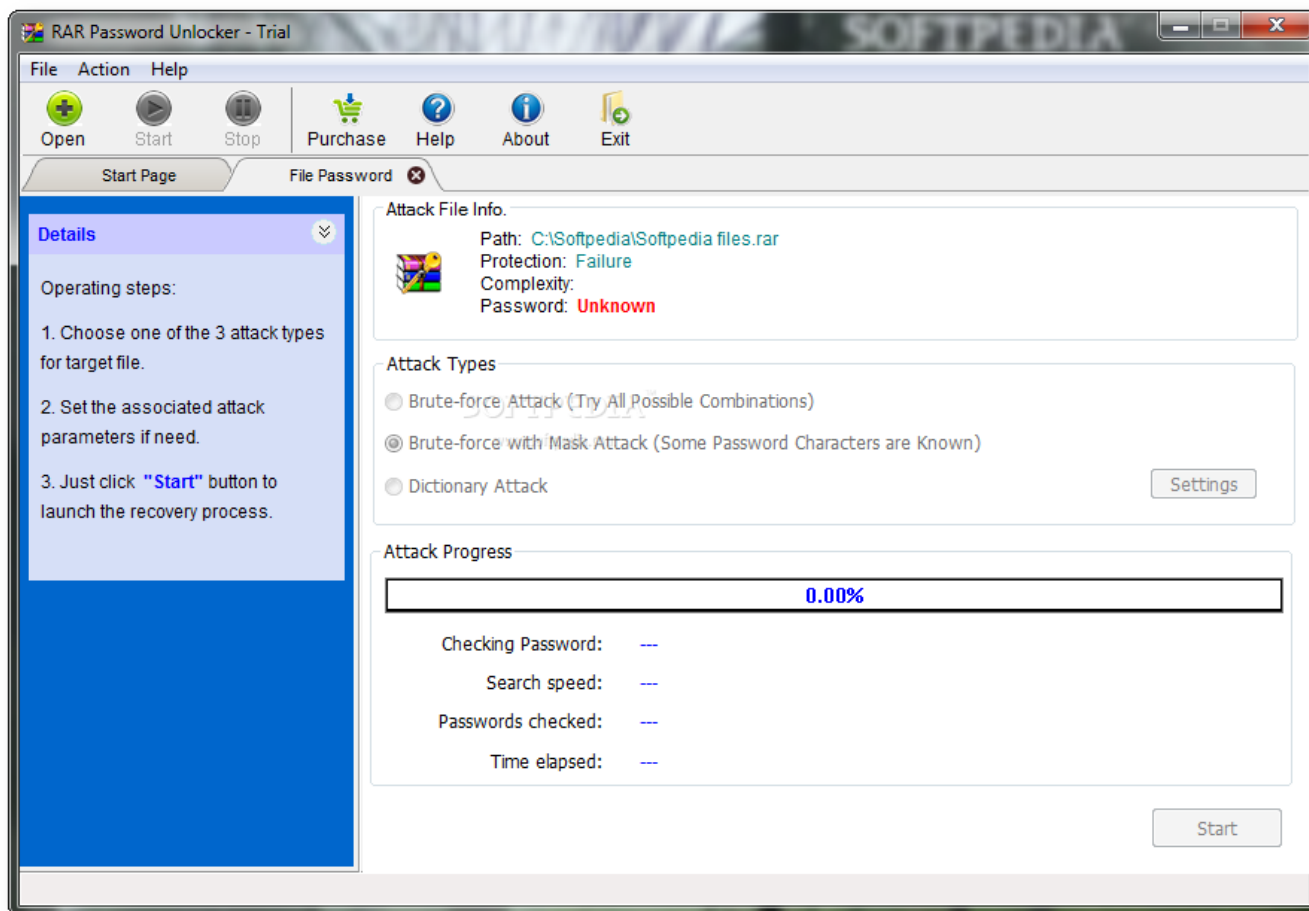 SOFTPEDIA
RAR Password Unlocker - Trial
File Action Help
Open Start Stop Purchase Help About Exit
Start Page File Password
Details
Operating steps:
1. Choose one of the 3 attack types
for target file.
2. Set the associated attack
parameters if need.
3. Just click "Start" button to
launch the recovery process.
Attack File Info.
Path: C:\Softpedia\Softpedia files.rar
Protection: Failure
Complexity:
Password: Unknown
Attack Types
Brute-force Attack (Try All Possible Combinations)
SOFTPEDIA
Brute-force with Mask Attack (Some Password Characters are Known)
Dictionary Attack
Settings
Attack Progress
0.00%
Checking Password: ---
Search speed: ---
Passwords checked: ---
Time elapsed: ---
Start